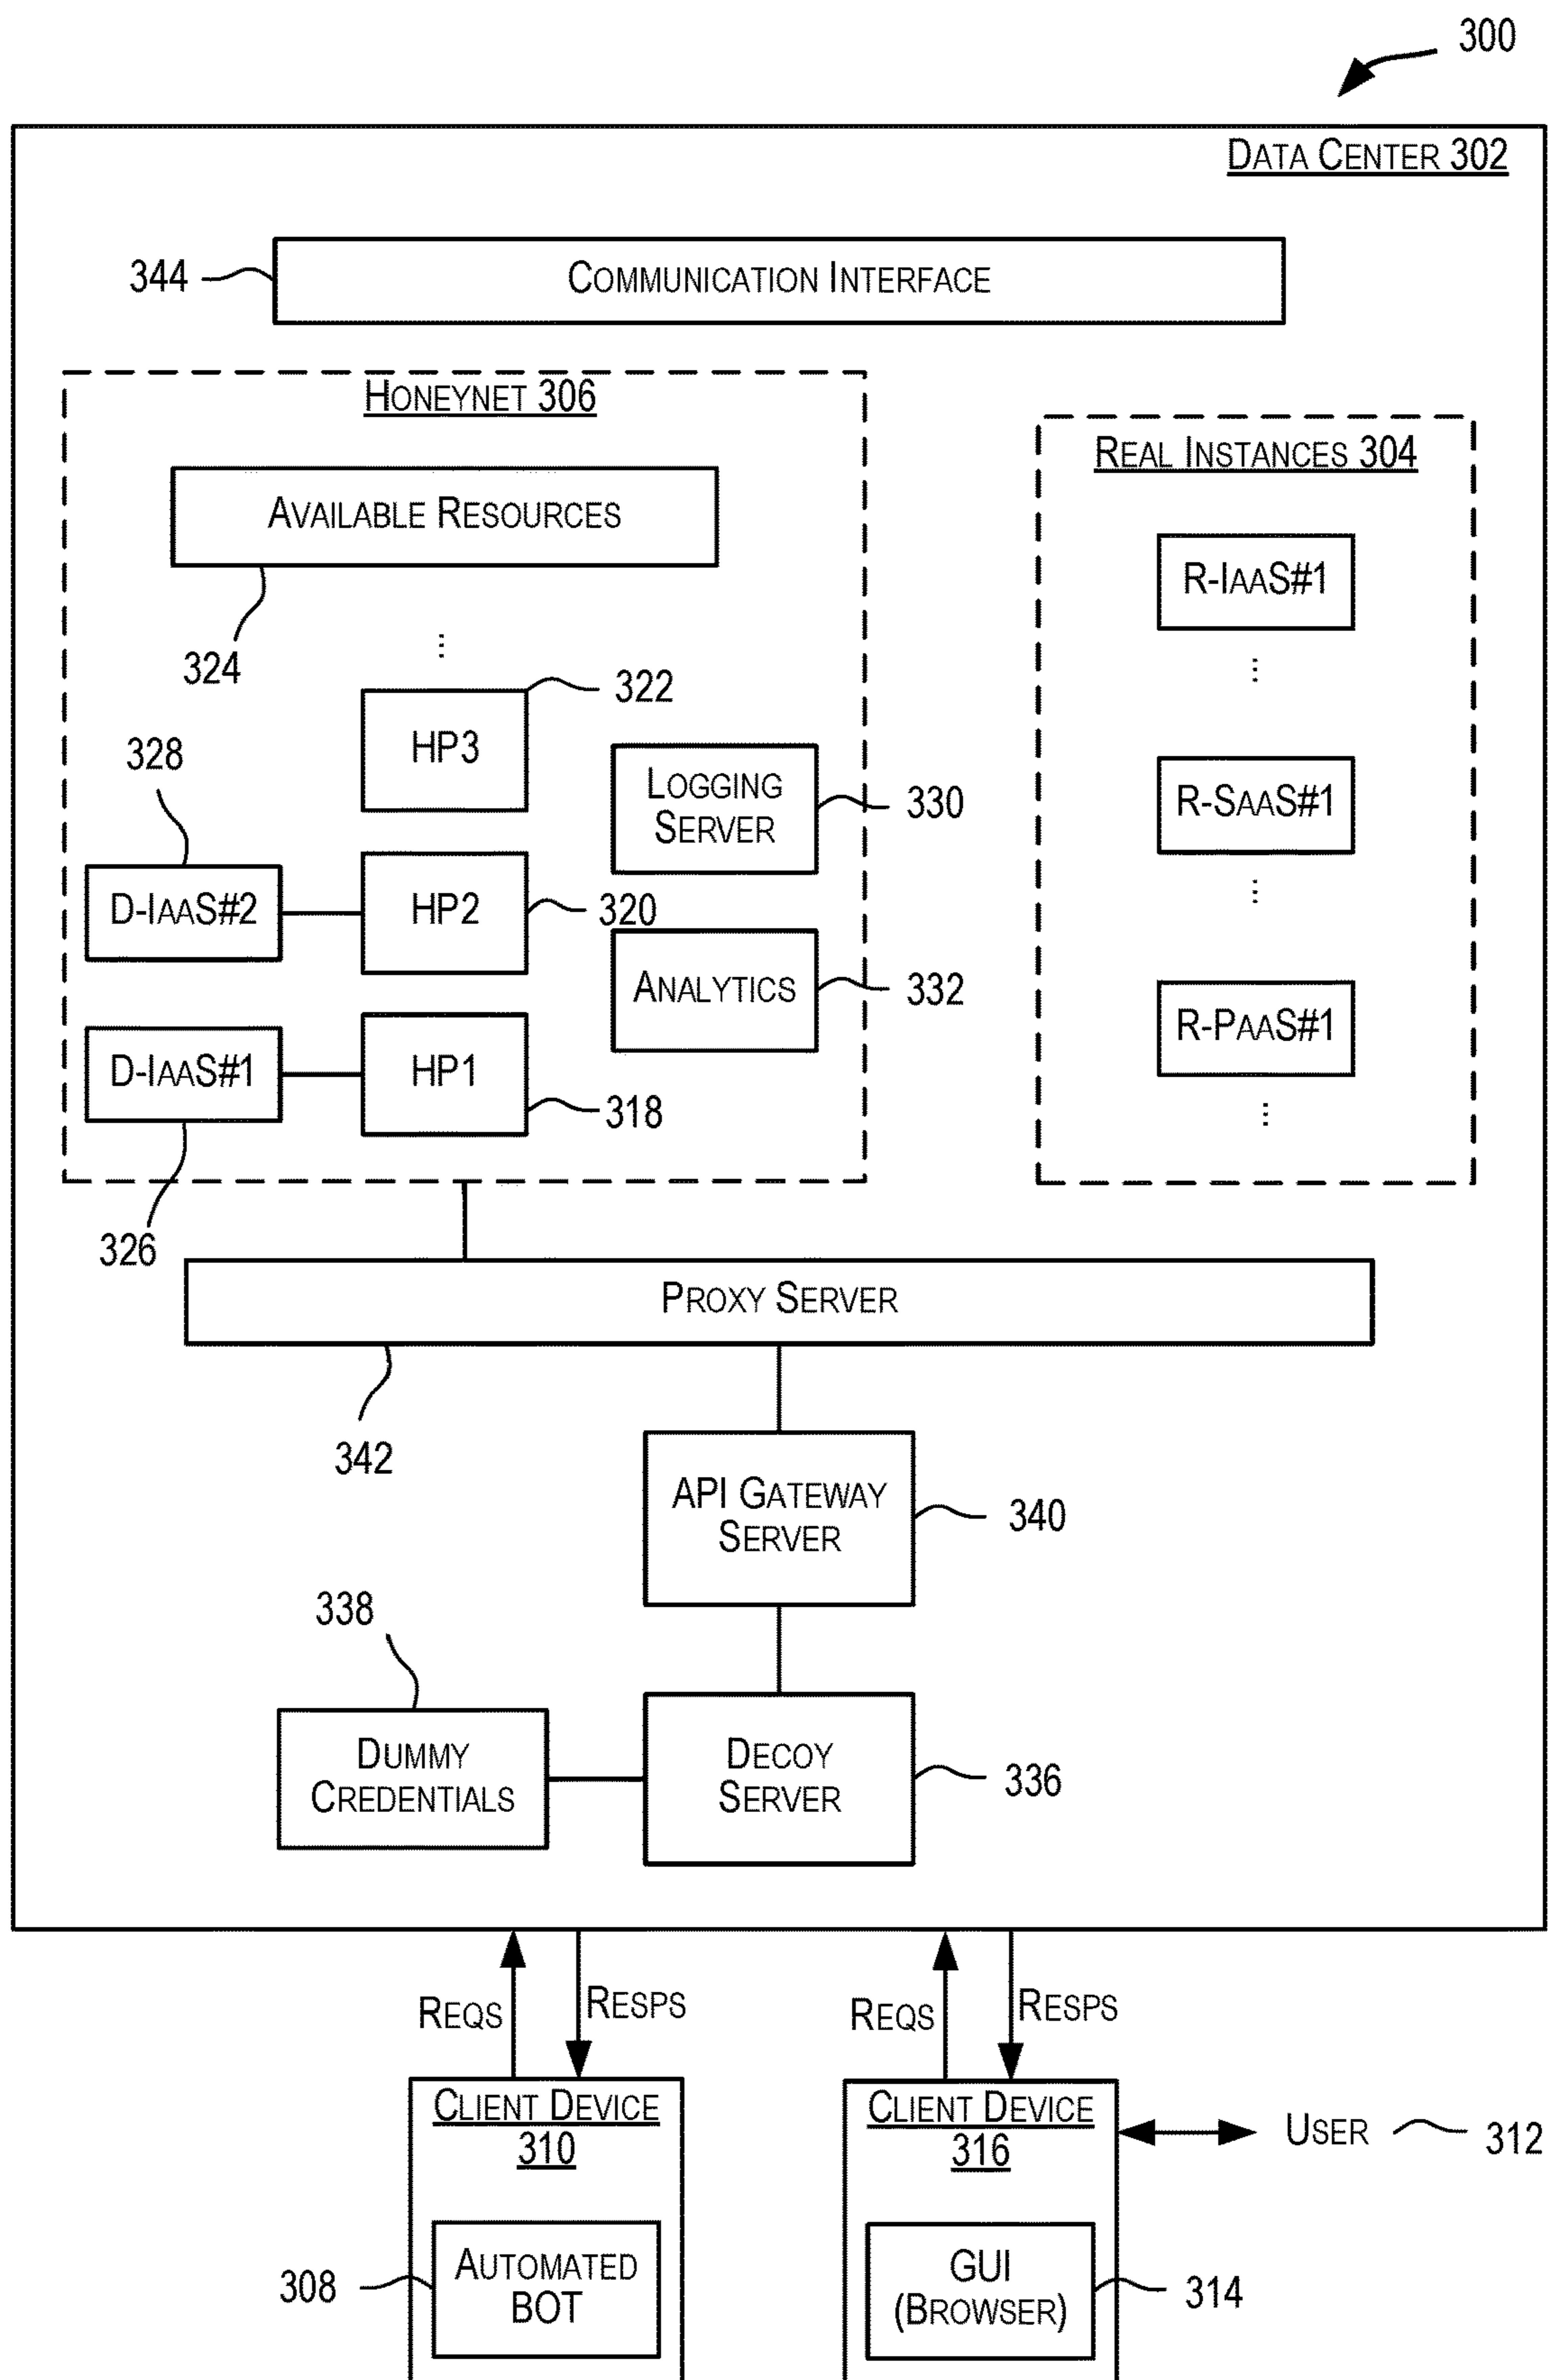 300
DATA CENTER 302
344
COMMUNICATION INTERFACE
HONEYNET 306
REAL INSTANCES 304
AVAILABLE RESOURCES
R-IAAS#1
...
324
...
322
HP3
328
LOGGING
SERVER
330
R-SAAS#1
...
D-IAAS#2
HP2
320
ANALYTICS
332
R-PAAS#1
...
D-IAAS#1
HP1
318
326
PROXY SERVER
342
API GATEWAY
SERVER
340
338
DUMMY
CREDENTIALS
DECOY
SERVER
336
REQS
RESPS
REQS
RESPS
CLIENT DEVICE
310
CLIENT DEVICE
316
USER
312
308
AUTOMATED
BOT
GUI
(BROWSER)
314